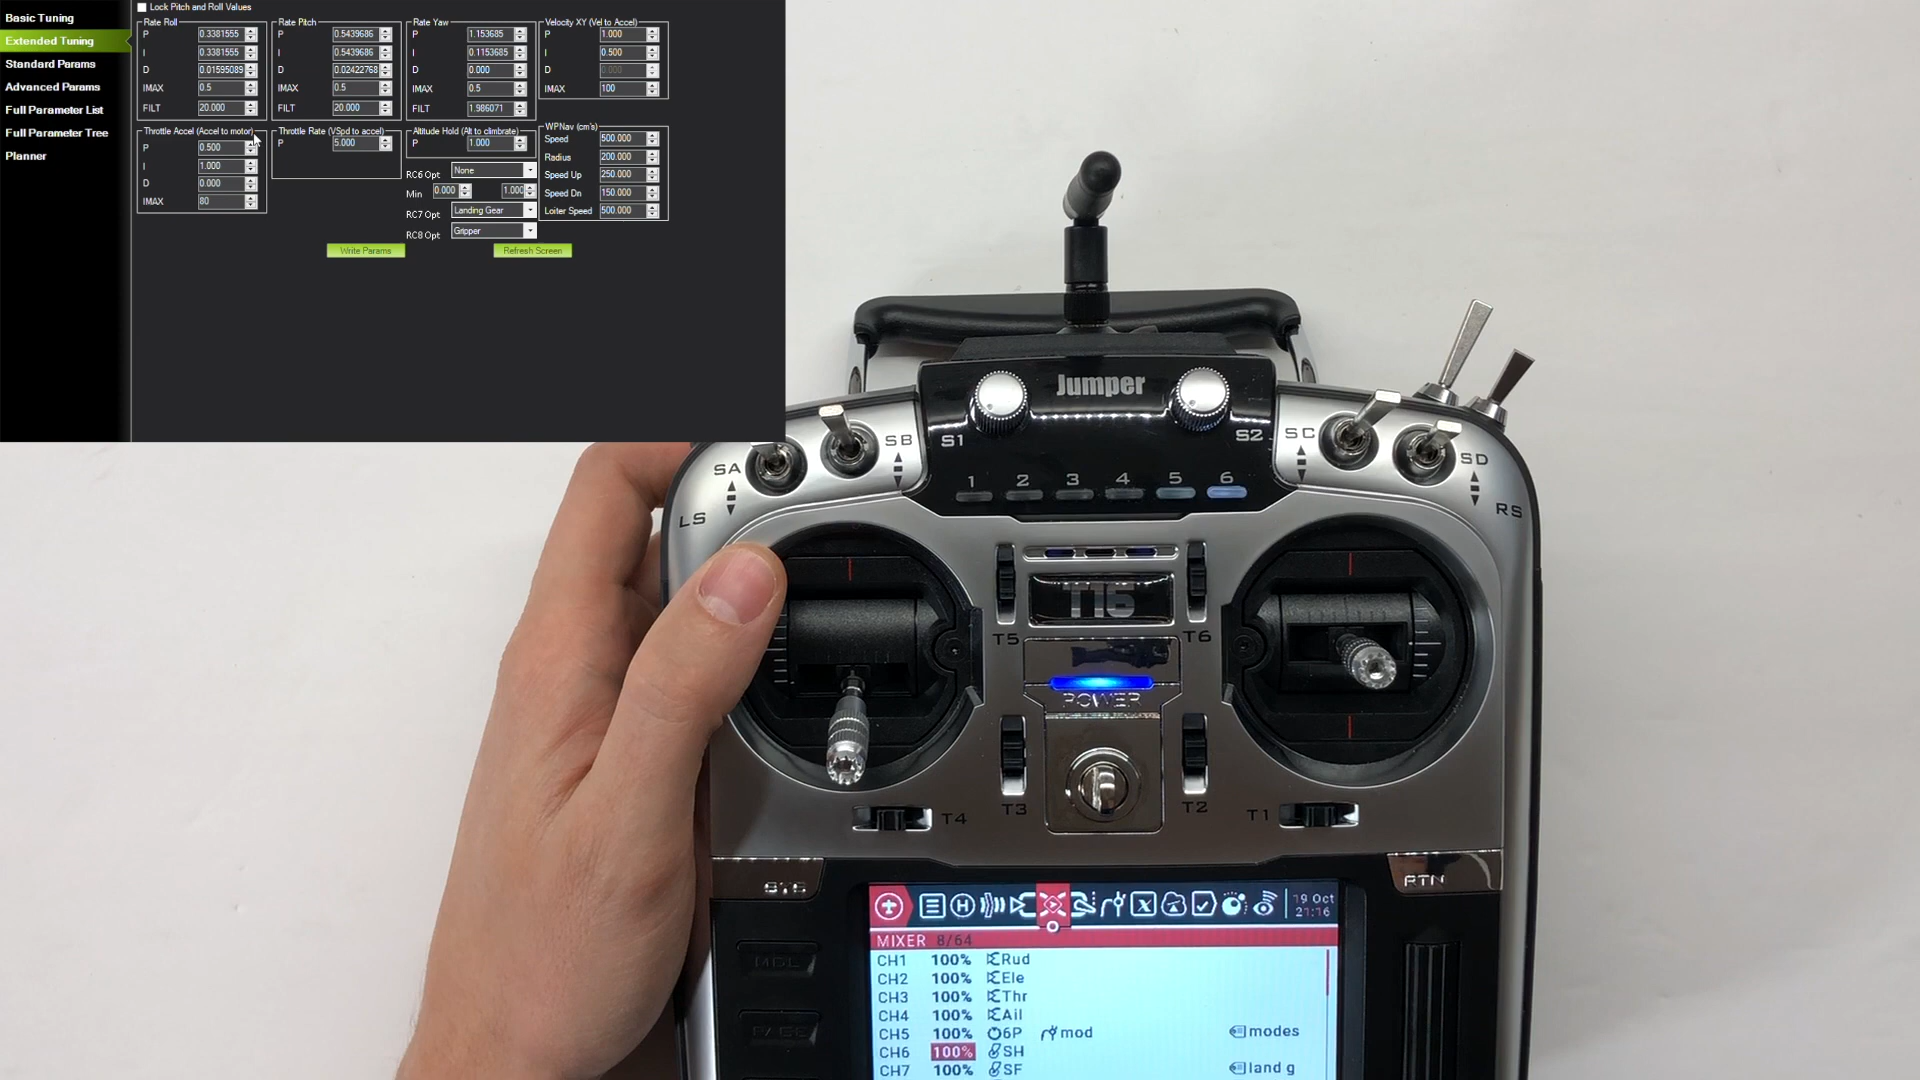 Basic Tuning
Extended Tuning
Standard Params
Advanced Params
Full Parameter List
Full Parameter Tree
Planner
Lock Pitch and Roll Values
Rate Roll
P 0.3381555
I 0.3381555
D 0.01595089
IMAX 0.5
FILT 20.000
Rate Pitch
P 0.5439686
I 0.5439686
D 0.02422768
IMAX 0.5
FILT 20.000
Rate Yaw
P 1.153685
I 0.1153685
D 0.000
IMAX 0.5
FILT 1.986071
Velocity XY (Vel to Accel)
P 1.000
I 0.500
D 0.000
IMAX 100
Throttle Accel (Accel to motor)
P 0.500
I 1.000
D 0.000
IMAX 80
Throttle Rate (VSpd to accel)
P 5.000
Altitude Hold (Alt to climbrate)
P 1.000
RC6 Opt None
Min 0.000 1.000
RC7 Opt Landing Gear
RC8 Opt Gripper
WPNav (cm's)
Speed 500.000
Radius 200.000
Speed Up 250.000
Speed Dn 150.000
Loiter Speed 500.000
Write Params
Refresh Screen
Jumper
S1
S2
SA
SB
SC
SD
LS
RS
1 2 3 4 5 6
T16
T5
T6
POWER
T3
T2
T4
T1
SYS
RTN
MDL
PAGE
19 Oct
21:16
MIXER 8/64
CH1 100% Rud
CH2 100% Ele
CH3 100% Thr
CH4 100% Ail
CH5 100% 6P mod modes
CH6 100% SH
CH7 100% SF land g